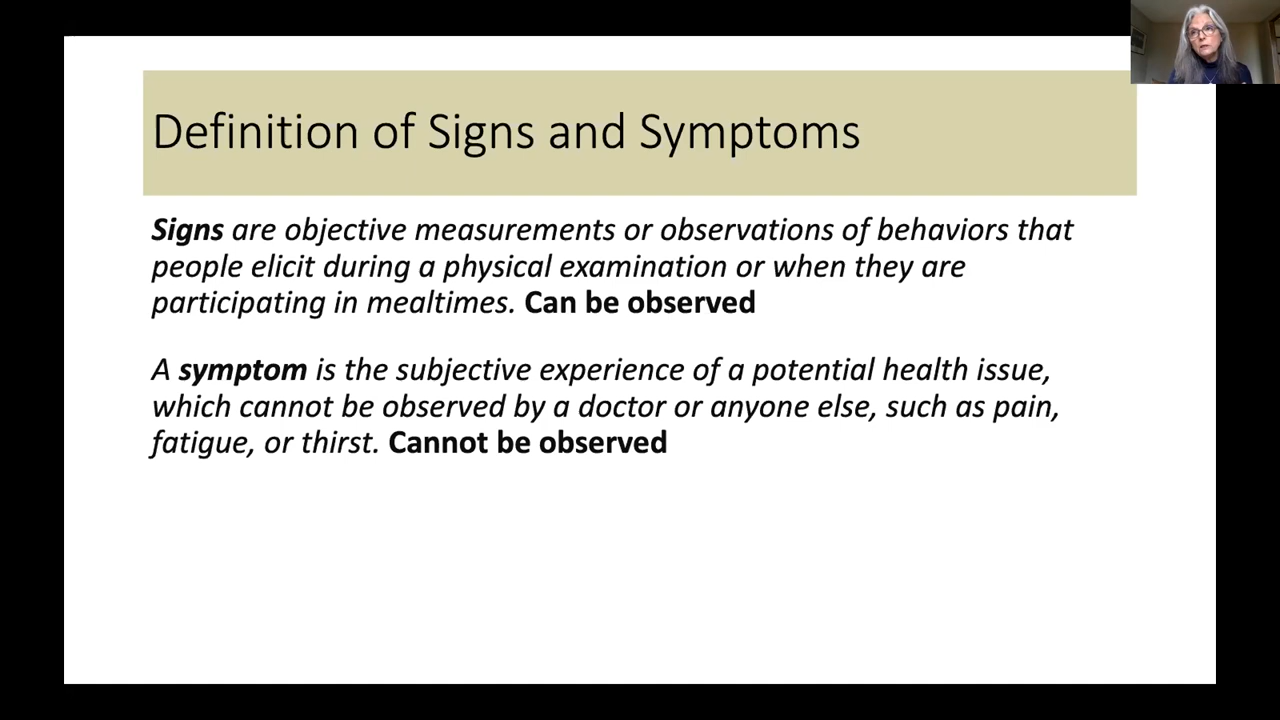 Definition of Signs and Symptoms
Signs are objective measurements or observations of behaviors that
people elicit during a physical examination or when they are
participating in mealtimes. Can be observed
A symptom is the subjective experience of a potential health issue,
which cannot be observed by a doctor or anyone else, such as pain,
fatigue, or thirst. Cannot be observed